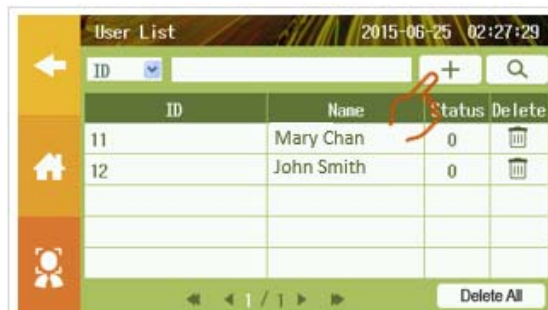 User List 2015-06-25 02:27:29
ID +
ID Name Status Delete
11 Mary Chan 0
12 John Smith 0
1 / 1 Delete All